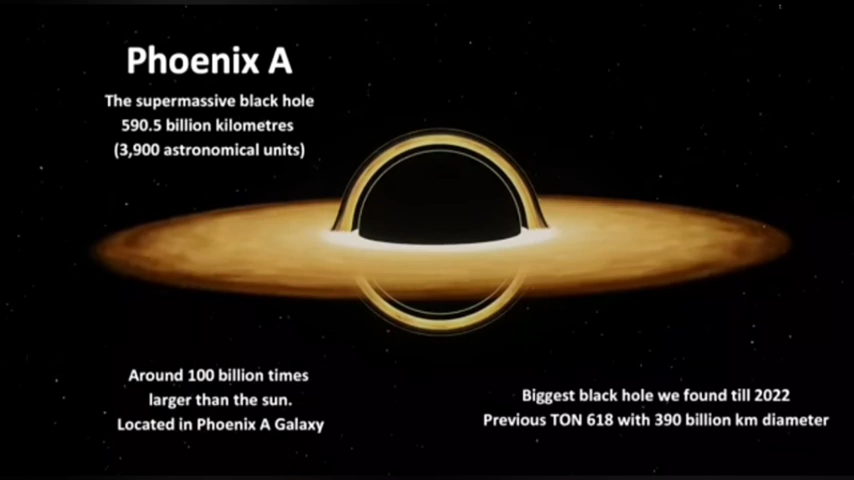 Phoenix A
The supermassive black hole
590.5 billion kilometres
(3,900 astronomical units)
Around 100 billion times
larger than the sun.
Located in Phoenix A Galaxy
Biggest black hole we found till 2022
Previous TON 618 with 390 billion km diameter